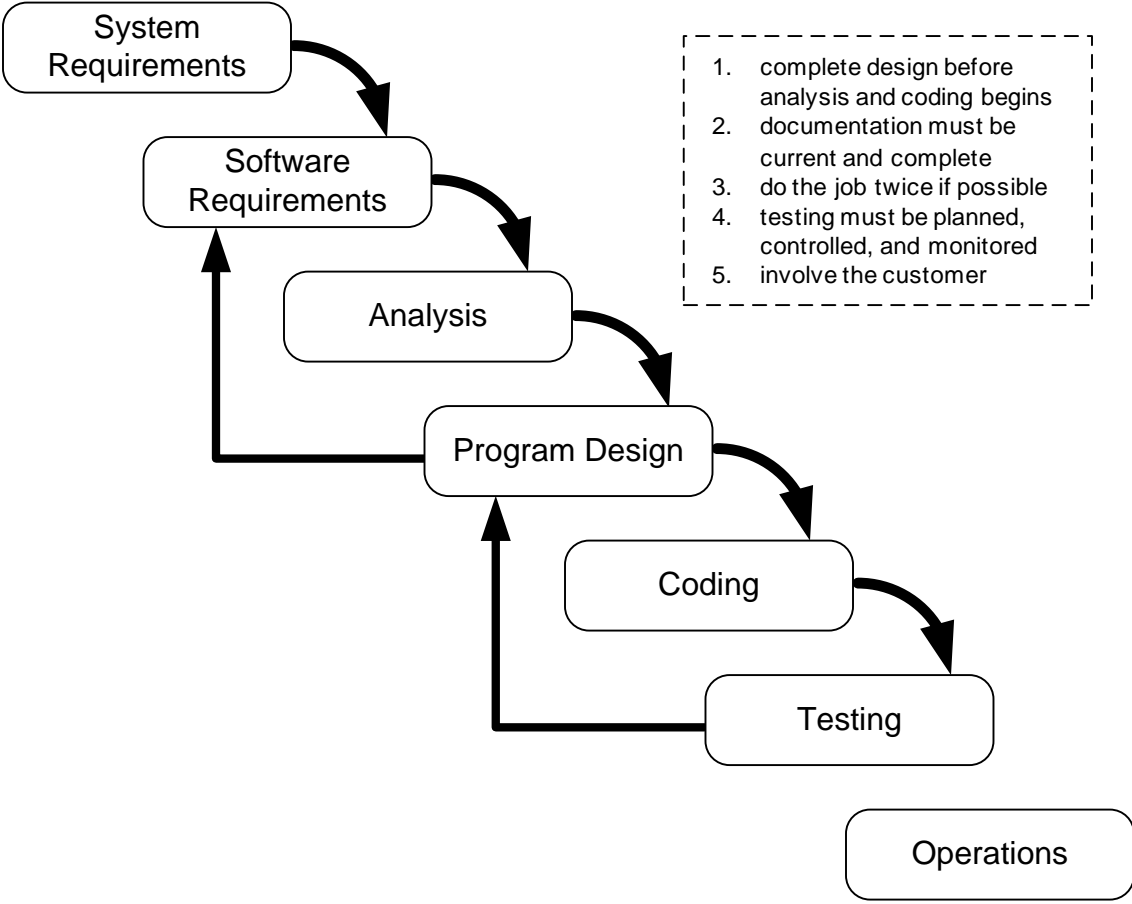 System
Requirements
1. complete design before
analysis and coding begins
2. documentation must be
current and complete
3. do the job twice if possible
4. testing must be planned,
controlled, and monitored
5. involve the customer
Software
Requirements
Analysis
Program Design
Coding
Testing
Operations